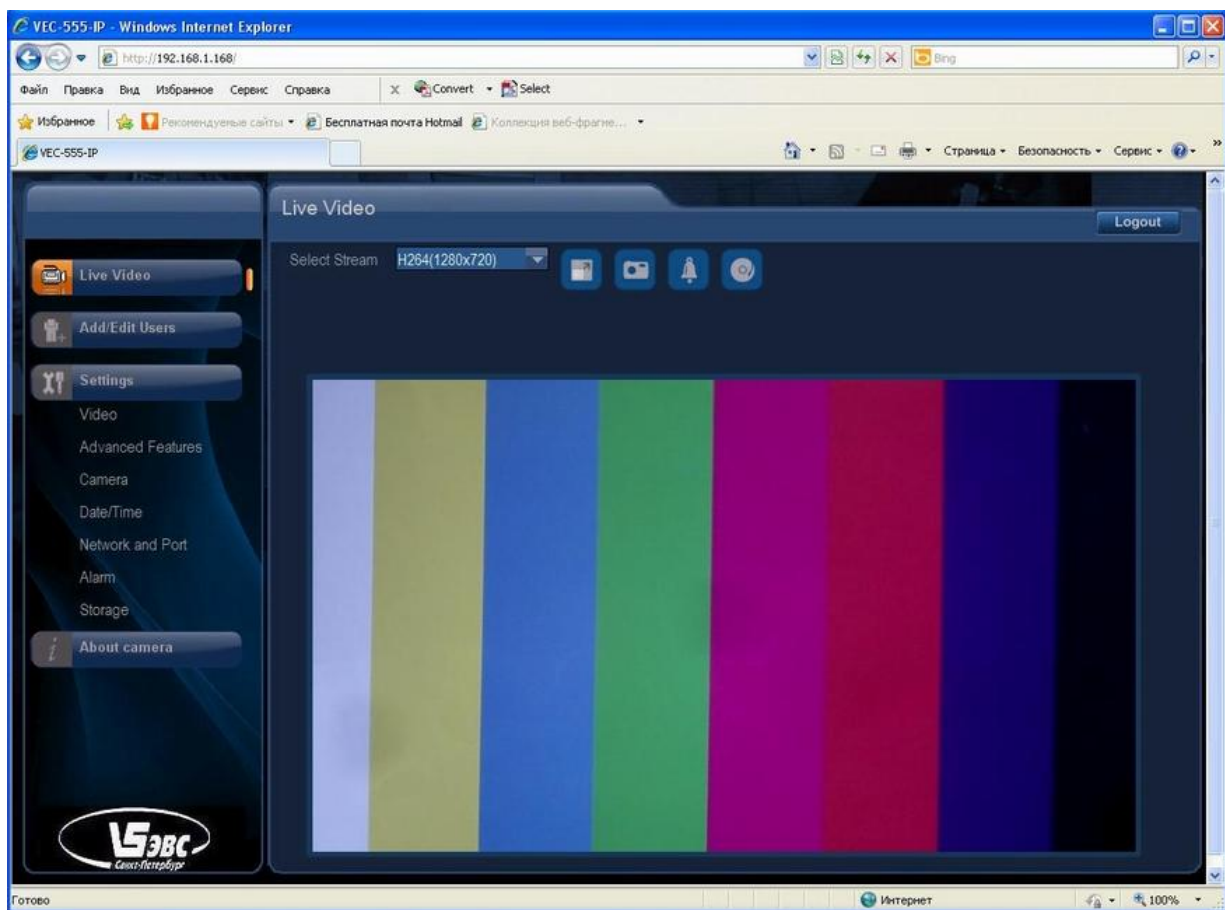 VEC-555-IP - Windows Internet Explorer
http://192.168.1.168/
Bing
Файл Правка Вид Избранное Сервис Справка
X Convert Select
Избранное Рекомендуемые сайты Бесплатная почта Hotmail Коллекция веб-фрагме...
VEC-555-IP
Страница Безопасность Сервис »
Live Video
Logout
Select Stream H264(1280x720)
Live Video
Add/Edit Users
Settings
Video
Advanced Features
Camera
Date/Time
Network and Port
Alarm
Storage
About camera
ЭВС
Санкт-Петербург
Готово
Интернет
100%